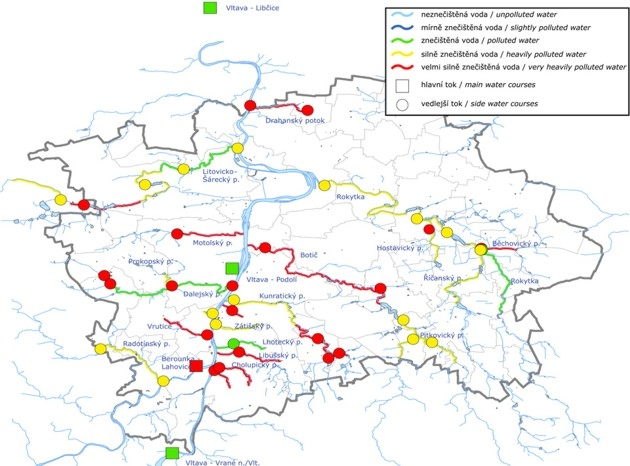 Vltava - Libčice
neznečištěná voda / unpolluted water
mírně znečištěná voda / slightly polluted water
znečištěná voda / polluted water
silně znečištěná voda / heavily polluted water
velmi silně znečištěná voda / very heavily polluted water
hlavní tok / main water courses
vedlejší tok / side water courses
Drahanský potok
Litovicko-
Šárecký p.
Rokytka
Motolský p.
Botič
Hostavický p.
Běchovický p.
Prokopský p.
Vltava - Podolí
Říčanský p.
Rokytka
Dalejský p.
Kunratický p.
Vrutice
Zátišský p.
Pitkovický p.
Radotínský p.
Lhotecký p.
Berounka -
Lahovice
Libušský p.
Cholupický p.
Vltava - Vrané n./Vlt.